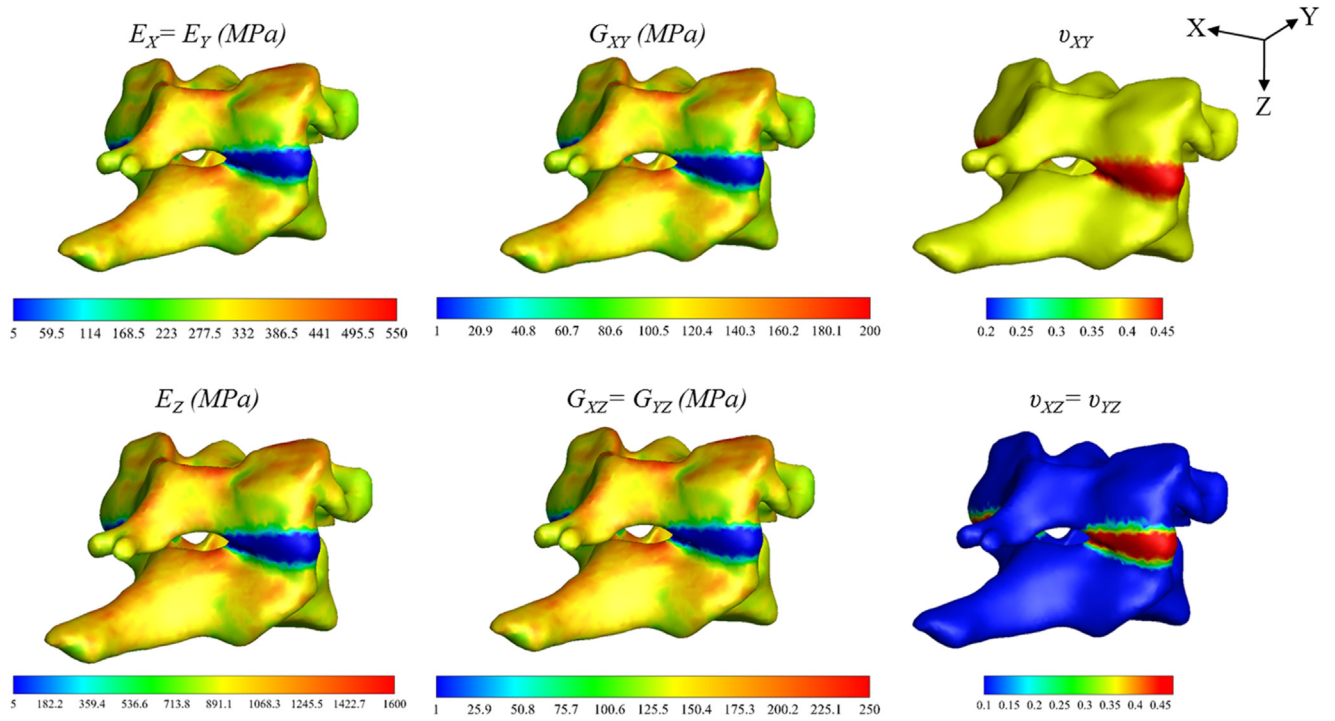 E_X = E_Y (MPa)
G_XY (MPa)
υ_XY
X
Y
Z
5 59.5 114 168.5 223 277.5 332 386.5 441 495.5 550
1 20.9 40.8 60.7 80.6 100.5 120.4 140.3 160.2 180.1 200
0.2 0.25 0.3 0.35 0.4 0.45
E_Z (MPa)
G_XZ = G_YZ (MPa)
υ_XZ = υ_YZ
5 182.2 359.4 536.6 713.8 891.1 1068.3 1245.5 1422.7 1600
1 25.9 50.8 75.7 100.6 125.5 150.4 175.3 200.2 225.1 250
0.1 0.15 0.2 0.25 0.3 0.35 0.4 0.45